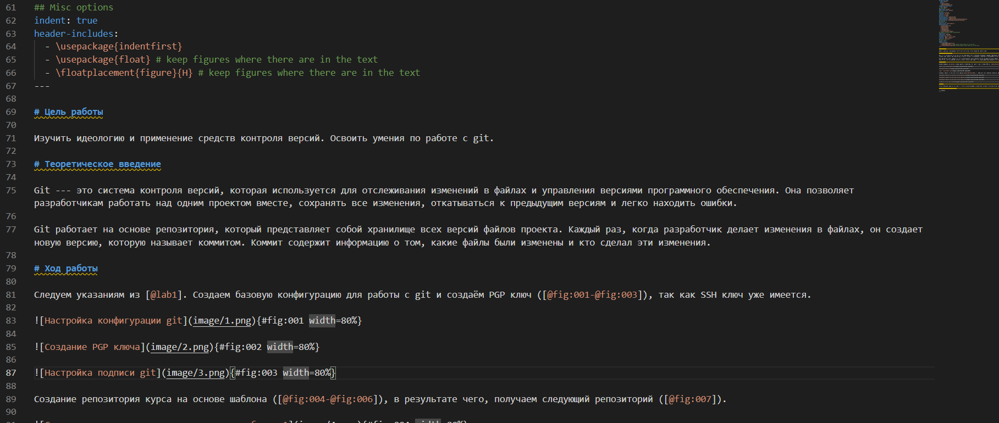 61 ## Misc options
62 indent: true
63 header-includes:
64 - \usepackage{indentfirst}
65 - \usepackage{float} # keep figures where there are in the text
66 - \floatplacement{figure}{H} # keep figures where there are in the text
67 ---
68
69 # Цель работы
70
71 Изучить идеологию и применение средств контроля версий. Освоить умения по работе с git.
72
73 # Теоретическое введение
74
75 Git --- это система контроля версий, которая используется для отслеживания изменений в файлах и управления версиями программного обеспечения. Она позволяет
разработчикам работать над одним проектом вместе, сохранять все изменения, откатываться к предыдущим версиям и легко находить ошибки.
76
77 Git работает на основе репозитория, который представляет собой хранилище всех версий файлов проекта. Каждый раз, когда разработчик делает изменения в файлах, он создает
новую версию, которую называет коммитом. Коммит содержит информацию о том, какие файлы были изменены и кто сделал эти изменения.
78
79 # Ход работы
80
81 Следуем указаниям из [@lab1]. Создаем базовую конфигурацию для работы с git и создаём PGP ключ ([@fig:001-@fig:003]), так как SSH ключ уже имеется.
82
83 ![Настройка конфигурации git](image/1.png){#fig:001 width=80%}
84
85 ![Создание PGP ключа](image/2.png){#fig:002 width=80%}
86
87 ![Настройка подписи git](image/3.png){#fig:003 width=80%}
88
89 Создание репозитория курса на основе шаблона ([@fig:004-@fig:006]), в результате чего, получаем следующий репозиторий ([@fig:007]).
90